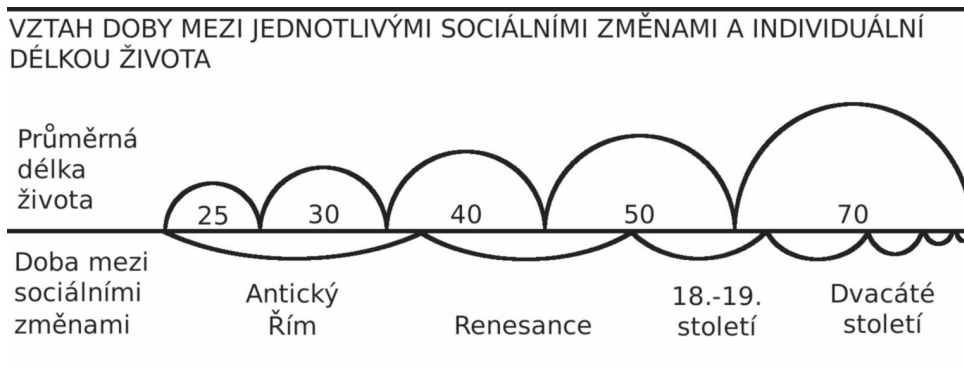 VZTAH DOBY MEZI JEDNOTLIVÝMI SOCIÁLNÍMI ZMĚNAMI A INDIVIDUÁLNÍ
DÉLKOU ŽIVOTA
Průměrná
délka
života
25 30 40 50 70
Doba mezi
sociálními
změnami
Antický
Řím
Renesance
18.-19.
století
Dvacáté
století